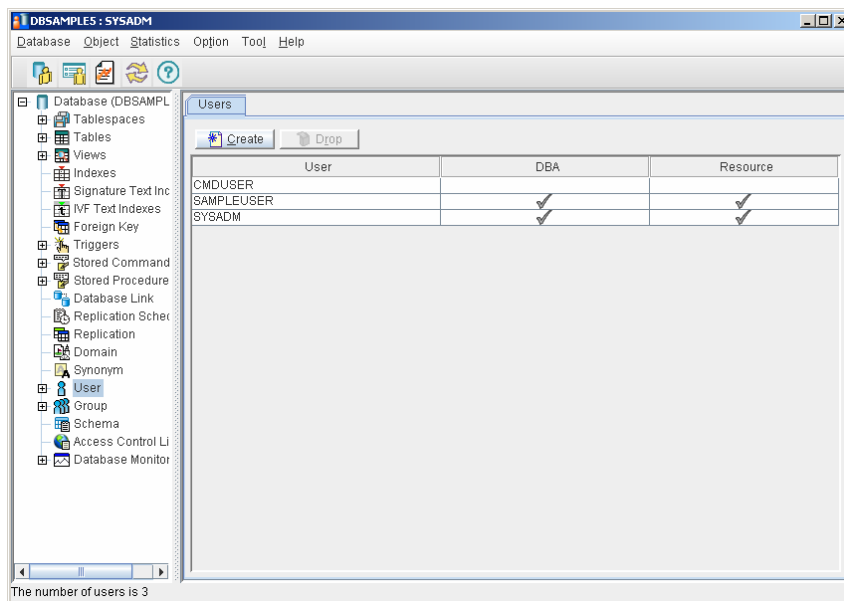 DBSAMPLE5 : SYSADM
Database Object Statistics Option Tool Help
Database (DBSAMPL
Tablespaces
Tables
Views
Indexes
Signature Text Inc
IVF Text Indexes
Foreign Key
Triggers
Stored Command
Stored Procedure
Database Link
Replication Sched
Replication
Domain
Synonym
User
Group
Schema
Access Control Li
Database Monitor
Users
Create Drop
User DBA Resource
CMDUSER
SAMPLEUSER
SYSADM
The number of users is 3